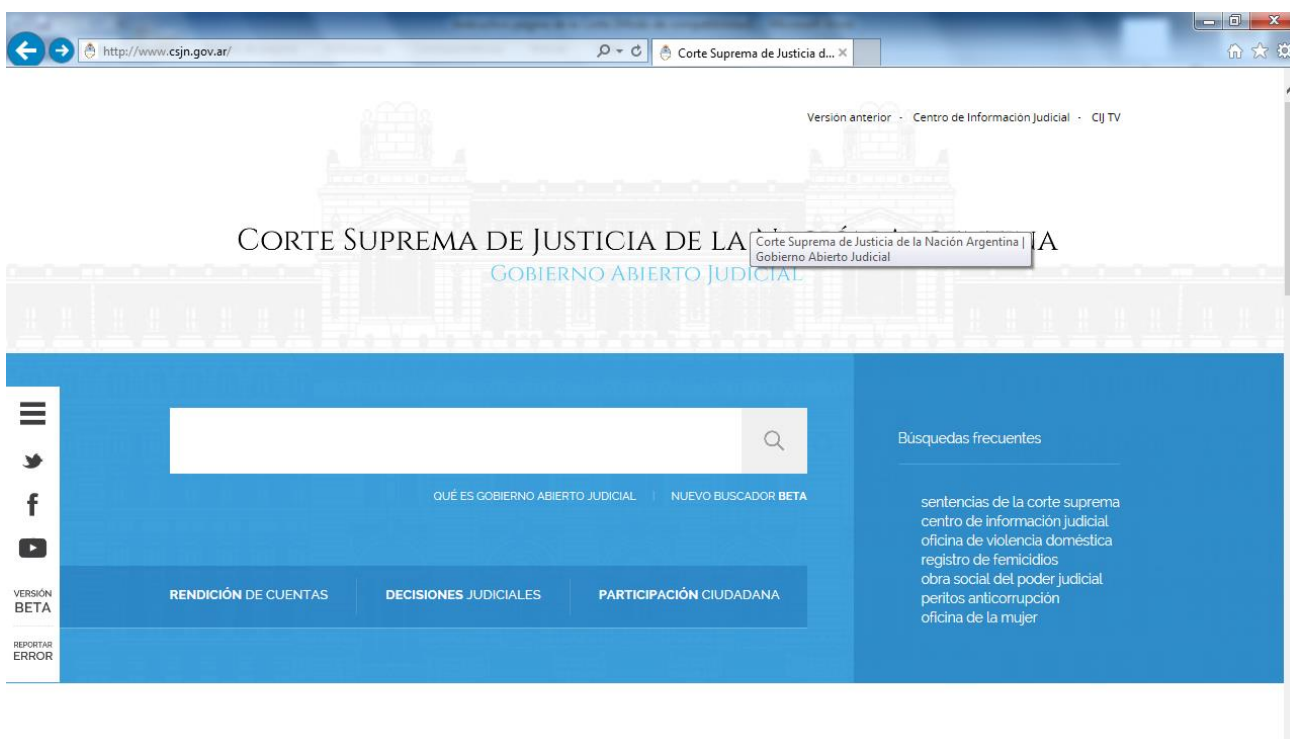 http://www.csjn.gov.ar/
Corte Suprema de Justicia d...
Versión anterior - Centro de Información Judicial - CIJ TV
CORTE SUPREMA DE JUSTICIA DE LA
Corte Suprema de Justicia de la Nación Argentina |
Gobierno Abierto Judicial
GOBIERNO ABIERTO JUDICIAL
Búsquedas frecuentes
QUÉ ES GOBIERNO ABIERTO JUDICIAL | NUEVO BUSCADOR BETA
sentencias de la corte suprema
centro de información judicial
oficina de violencia doméstica
registro de femicidios
obra social del poder judicial
peritos anticorrupción
oficina de la mujer
RENDICIÓN DE CUENTAS
DECISIONES JUDICIALES
PARTICIPACIÓN CIUDADANA
VERSIÓN
BETA
REPORTAR
ERROR